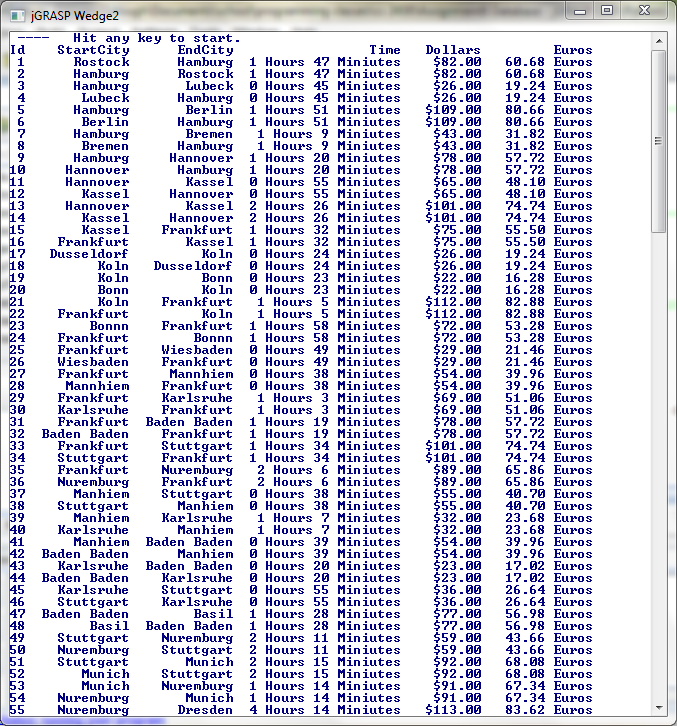 jGRASP Wedge2
---- Hit any key to start.
Id StartCity EndCity Time Dollars Euros
1 Rostock Hamburg 1 Hours 47 Miniutes $82.00 60.68 Euros
2 Hamburg Rostock 1 Hours 47 Miniutes $82.00 60.68 Euros
3 Hamburg Lubeck 0 Hours 45 Miniutes $26.00 19.24 Euros
4 Lubeck Hamburg 0 Hours 45 Miniutes $26.00 19.24 Euros
5 Hamburg Berlin 1 Hours 51 Miniutes $109.00 80.66 Euros
6 Berlin Hamburg 1 Hours 51 Miniutes $109.00 80.66 Euros
7 Hamburg Bremen 1 Hours 9 Miniutes $43.00 31.82 Euros
8 Bremen Hamburg 1 Hours 9 Miniutes $43.00 31.82 Euros
9 Hamburg Hannover 1 Hours 20 Miniutes $78.00 57.72 Euros
10 Hannover Hamburg 1 Hours 20 Miniutes $78.00 57.72 Euros
11 Hannover Kassel 0 Hours 55 Miniutes $65.00 48.10 Euros
12 Kassel Hannover 0 Hours 55 Miniutes $65.00 48.10 Euros
13 Hannover Kassel 2 Hours 26 Miniutes $101.00 74.74 Euros
14 Kassel Hannover 2 Hours 26 Miniutes $101.00 74.74 Euros
15 Kassel Frankfurt 1 Hours 32 Miniutes $75.00 55.50 Euros
16 Frankfurt Kassel 1 Hours 32 Miniutes $75.00 55.50 Euros
17 Dusseldorf Koln 0 Hours 24 Miniutes $26.00 19.24 Euros
18 Koln Dusseldorf 0 Hours 24 Miniutes $26.00 19.24 Euros
19 Koln Bonn 0 Hours 23 Miniutes $22.00 16.28 Euros
20 Bonn Koln 0 Hours 23 Miniutes $22.00 16.28 Euros
21 Koln Frankfurt 1 Hours 5 Miniutes $112.00 82.88 Euros
22 Frankfurt Koln 1 Hours 5 Miniutes $112.00 82.88 Euros
23 Bonnn Frankfurt 1 Hours 58 Miniutes $72.00 53.28 Euros
24 Frankfurt Bonnn 1 Hours 58 Miniutes $72.00 53.28 Euros
25 Frankfurt Wiesbaden 0 Hours 49 Miniutes $29.00 21.46 Euros
26 Wiesbaden Frankfurt 0 Hours 49 Miniutes $29.00 21.46 Euros
27 Frankfurt Mannhiem 0 Hours 38 Miniutes $54.00 39.96 Euros
28 Mannhiem Frankfurt 0 Hours 38 Miniutes $54.00 39.96 Euros
29 Frankfurt Karlsruhe 1 Hours 3 Miniutes $69.00 51.06 Euros
30 Karlsruhe Frankfurt 1 Hours 3 Miniutes $69.00 51.06 Euros
31 Frankfurt Baden Baden 1 Hours 19 Miniutes $78.00 57.72 Euros
32 Baden Baden Frankfurt 1 Hours 19 Miniutes $78.00 57.72 Euros
33 Frankfurt Stuttgart 1 Hours 34 Miniutes $101.00 74.74 Euros
34 Stuttgart Frankfurt 1 Hours 34 Miniutes $101.00 74.74 Euros
35 Frankfurt Nuremburg 2 Hours 6 Miniutes $89.00 65.86 Euros
36 Nuremburg Frankfurt 2 Hours 6 Miniutes $89.00 65.86 Euros
37 Manhiem Stuttgart 0 Hours 38 Miniutes $55.00 40.70 Euros
38 Stuttgart Manhiem 0 Hours 38 Miniutes $55.00 40.70 Euros
39 Manhiem Karlsruhe 1 Hours 7 Miniutes $32.00 23.68 Euros
40 Karlsruhe Manhiem 1 Hours 7 Miniutes $32.00 23.68 Euros
41 Manhiem Baden Baden 0 Hours 39 Miniutes $54.00 39.96 Euros
42 Baden Baden Manhiem 0 Hours 39 Miniutes $54.00 39.96 Euros
43 Karlsruhe Baden Baden 0 Hours 20 Miniutes $23.00 17.02 Euros
44 Baden Baden Karlsruhe 0 Hours 20 Miniutes $23.00 17.02 Euros
45 Karlsruhe Stuttgart 0 Hours 55 Miniutes $36.00 26.64 Euros
46 Stuttgart Karlsruhe 0 Hours 55 Miniutes $36.00 26.64 Euros
47 Baden Baden Basil 1 Hours 28 Miniutes $77.00 56.98 Euros
48 Basil Baden Baden 1 Hours 28 Miniutes $77.00 56.98 Euros
49 Stuttgart Nuremburg 2 Hours 11 Miniutes $59.00 43.66 Euros
50 Nuremburg Stuttgart 2 Hours 11 Miniutes $59.00 43.66 Euros
51 Stuttgart Munich 2 Hours 15 Miniutes $92.00 68.08 Euros
52 Munich Stuttgart 2 Hours 15 Miniutes $92.00 68.08 Euros
53 Munich Nuremburg 1 Hours 14 Miniutes $91.00 67.34 Euros
54 Nuremburg Munich 1 Hours 14 Miniutes $91.00 67.34 Euros
55 Nuremburg Dresden 4 Hours 14 Miniutes $113.00 83.62 Euros